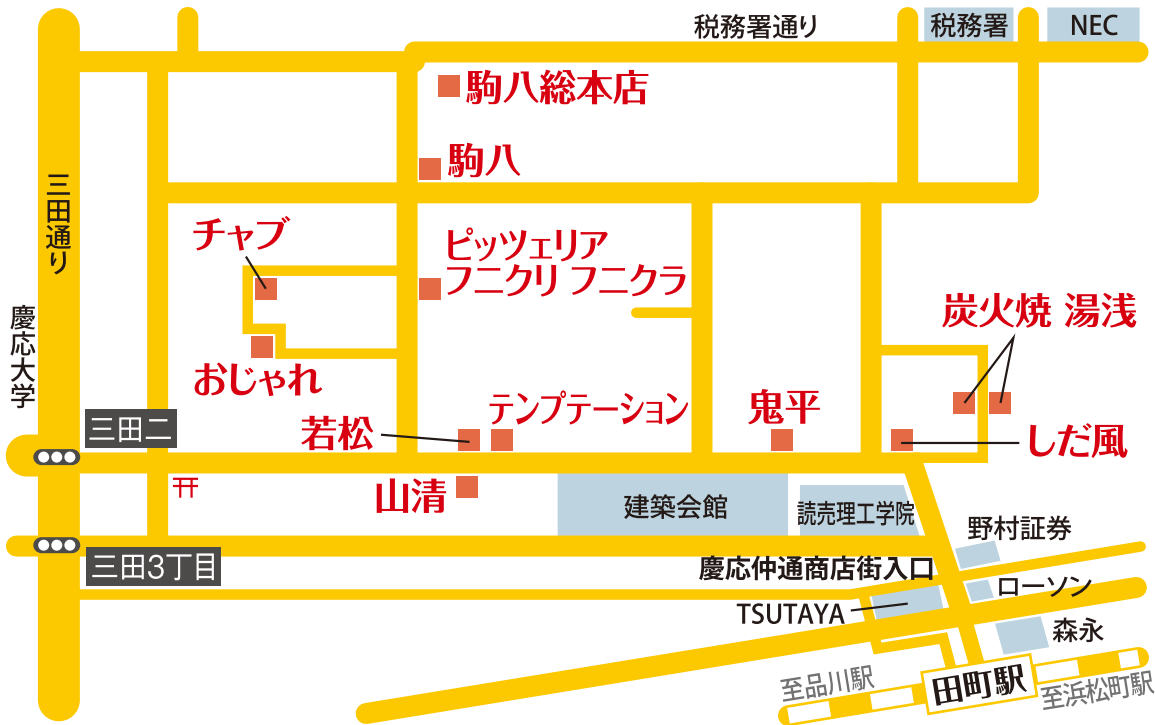 税務署通り
税務署
NEC
駒八総本店
駒八
三田通り
チャブ
ピッツェリア
フニクリ フニクラ
炭火焼 湯浅
慶応大学
おじゃれ
テンプテーション
鬼平
三田二
若松
しだ風
山清
建築会館
読売理工学院
野村証券
三田3丁目
慶応仲通商店街入口
ローソン
TSUTAYA
森永
至品川駅
田町駅
至浜松町駅